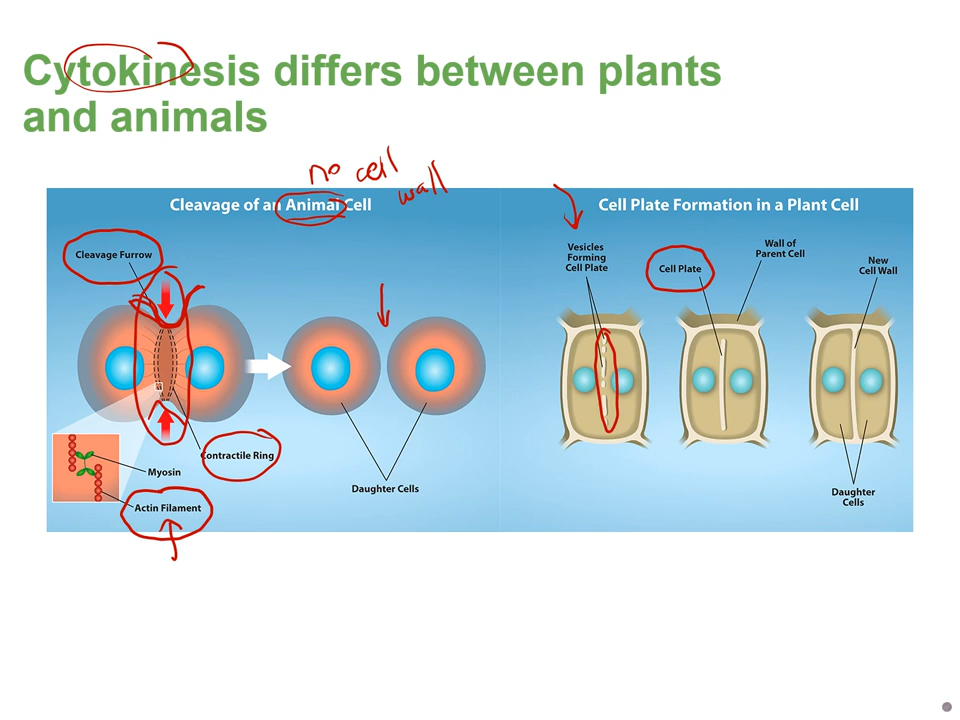 Cytokinesis differs between plants
and animals
no cell
wall
Cleavage of an Animal Cell
Cleavage Furrow
Contractile Ring
Myosin
Actin Filament
Daughter Cells
Cell Plate Formation in a Plant Cell
Vesicles
Forming
Cell Plate
Cell Plate
Wall of
Parent Cell
New
Cell Wall
Daughter
Cells